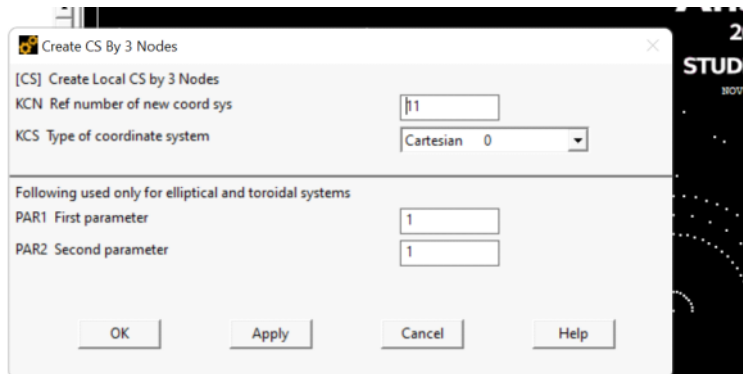 Create CS By 3 Nodes
[CS] Create Local CS by 3 Nodes
KCN Ref number of new coord sys 11
KCS Type of coordinate system Cartesian 0
Following used only for elliptical and toroidal systems
PAR1 First parameter 1
PAR2 Second parameter 1
OK Apply Cancel Help
STUD
NOV